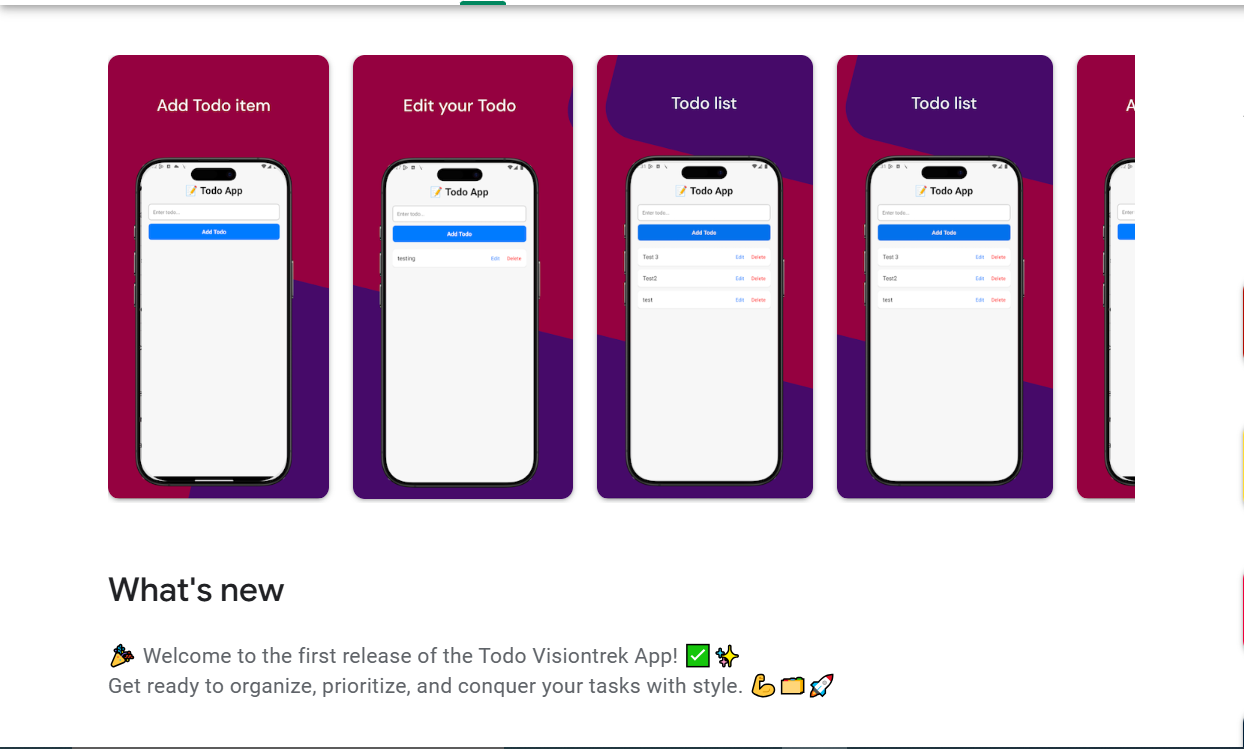 Add Todo item
📝 Todo App
Enter todo...
Add Todo
Edit your Todo
📝 Todo App
Enter todo...
Add Todo
testing Edit Delete
Todo list
📝 Todo App
Enter todo...
Add Todo
Test 3 Edit Delete
Test2 Edit Delete
test Edit Delete
Todo list
📝 Todo App
Enter todo...
Add Todo
Test 3 Edit Delete
Test2 Edit Delete
test Edit Delete
A
Enter
What's new
🎉 Welcome to the first release of the Todo Visiontrek App! ✅ ✨
Get ready to organize, prioritize, and conquer your tasks with style. 💪 🗂️ 🚀